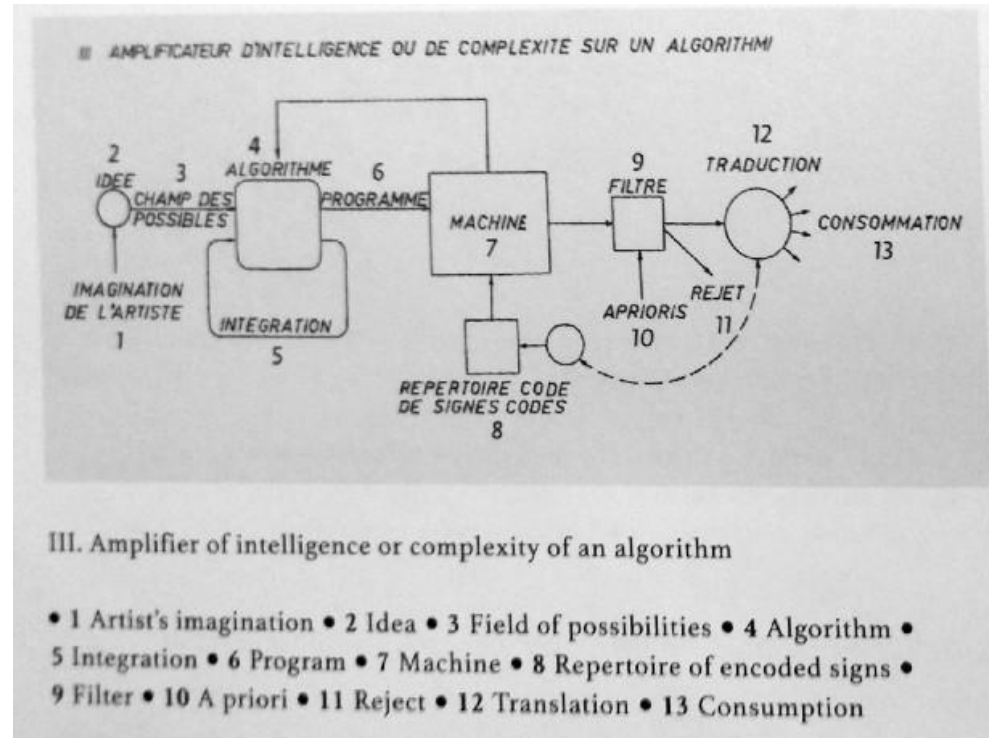 III AMPLIFICATEUR D'INTELLIGENCE OU DE COMPLEXITE SUR UN ALGORITHMI
12
4
TRADUCTION
2
3
ALGORITHME
6
9
IDEE
FILTRE
CHAMP DES
PROGRAMME
POSSIBLES
MACHINE
CONSOMMATION
7
13
IMAGINATION
REJET
DE L'ARTISTE
APRIORIS
11
1
INTEGRATION
10
5
REPERTOIRE CODE
DE SIGNES CODES
8
III. Amplifier of intelligence or complexity of an algorithm
• 1 Artist's imagination • 2 Idea • 3 Field of possibilities • 4 Algorithm •
5 Integration • 6 Program • 7 Machine • 8 Repertoire of encoded signs •
9 Filter • 10 A priori • 11 Reject • 12 Translation • 13 Consumption